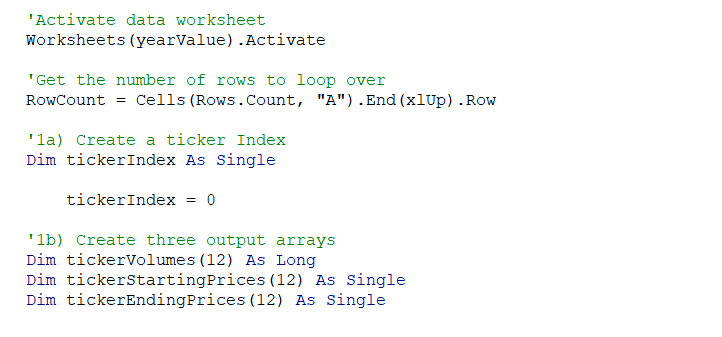 'Activate data worksheet
Worksheets(yearValue).Activate
'Get the number of rows to loop over
RowCount = Cells(Rows.Count, "A").End(xlUp).Row
'1a) Create a ticker Index
Dim tickerIndex As Single
tickerIndex = 0
'1b) Create three output arrays
Dim tickerVolumes(12) As Long
Dim tickerStartingPrices(12) As Single
Dim tickerEndingPrices(12) As Single